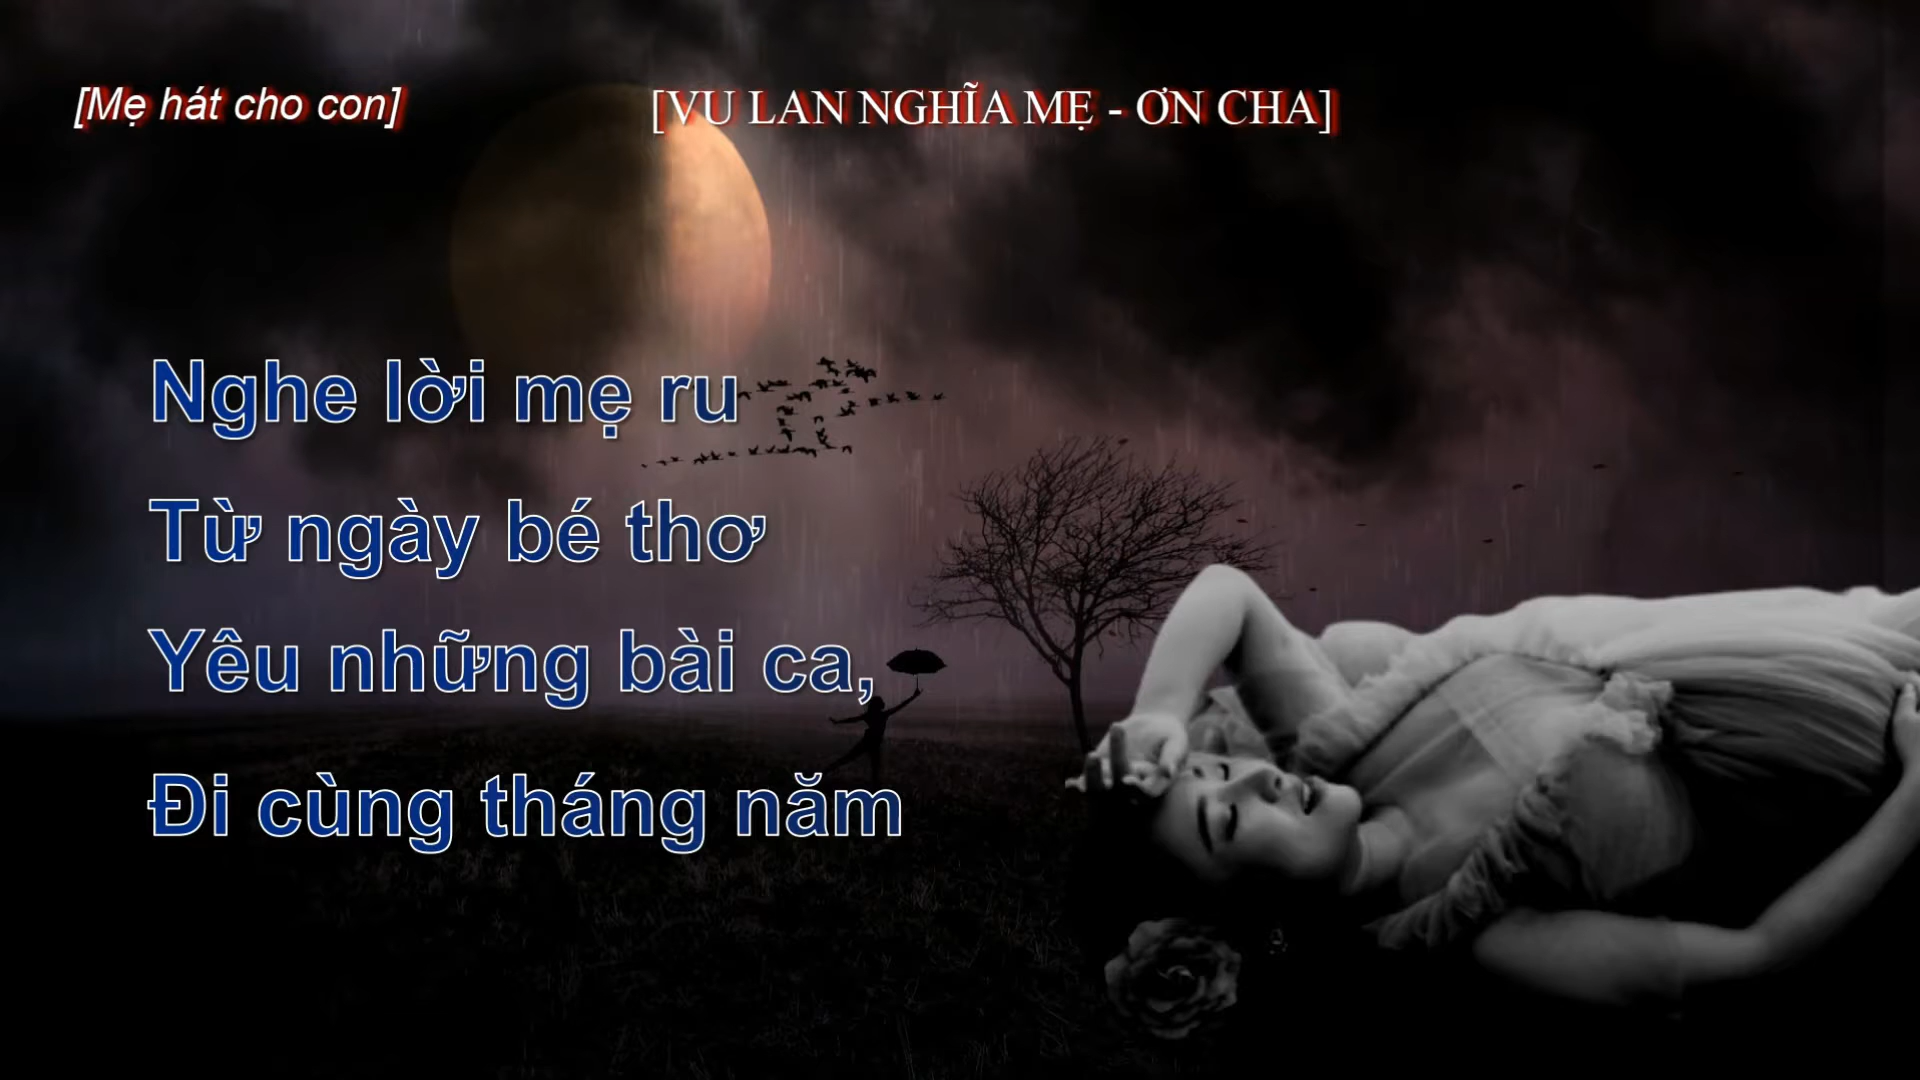 [Mẹ hát cho con]
[VU LAN NGHĨA MẸ - ƠN CHA]
Nghe lời mẹ ru
Từ ngày bé thơ
Yêu những bài ca,
Đi cùng tháng năm